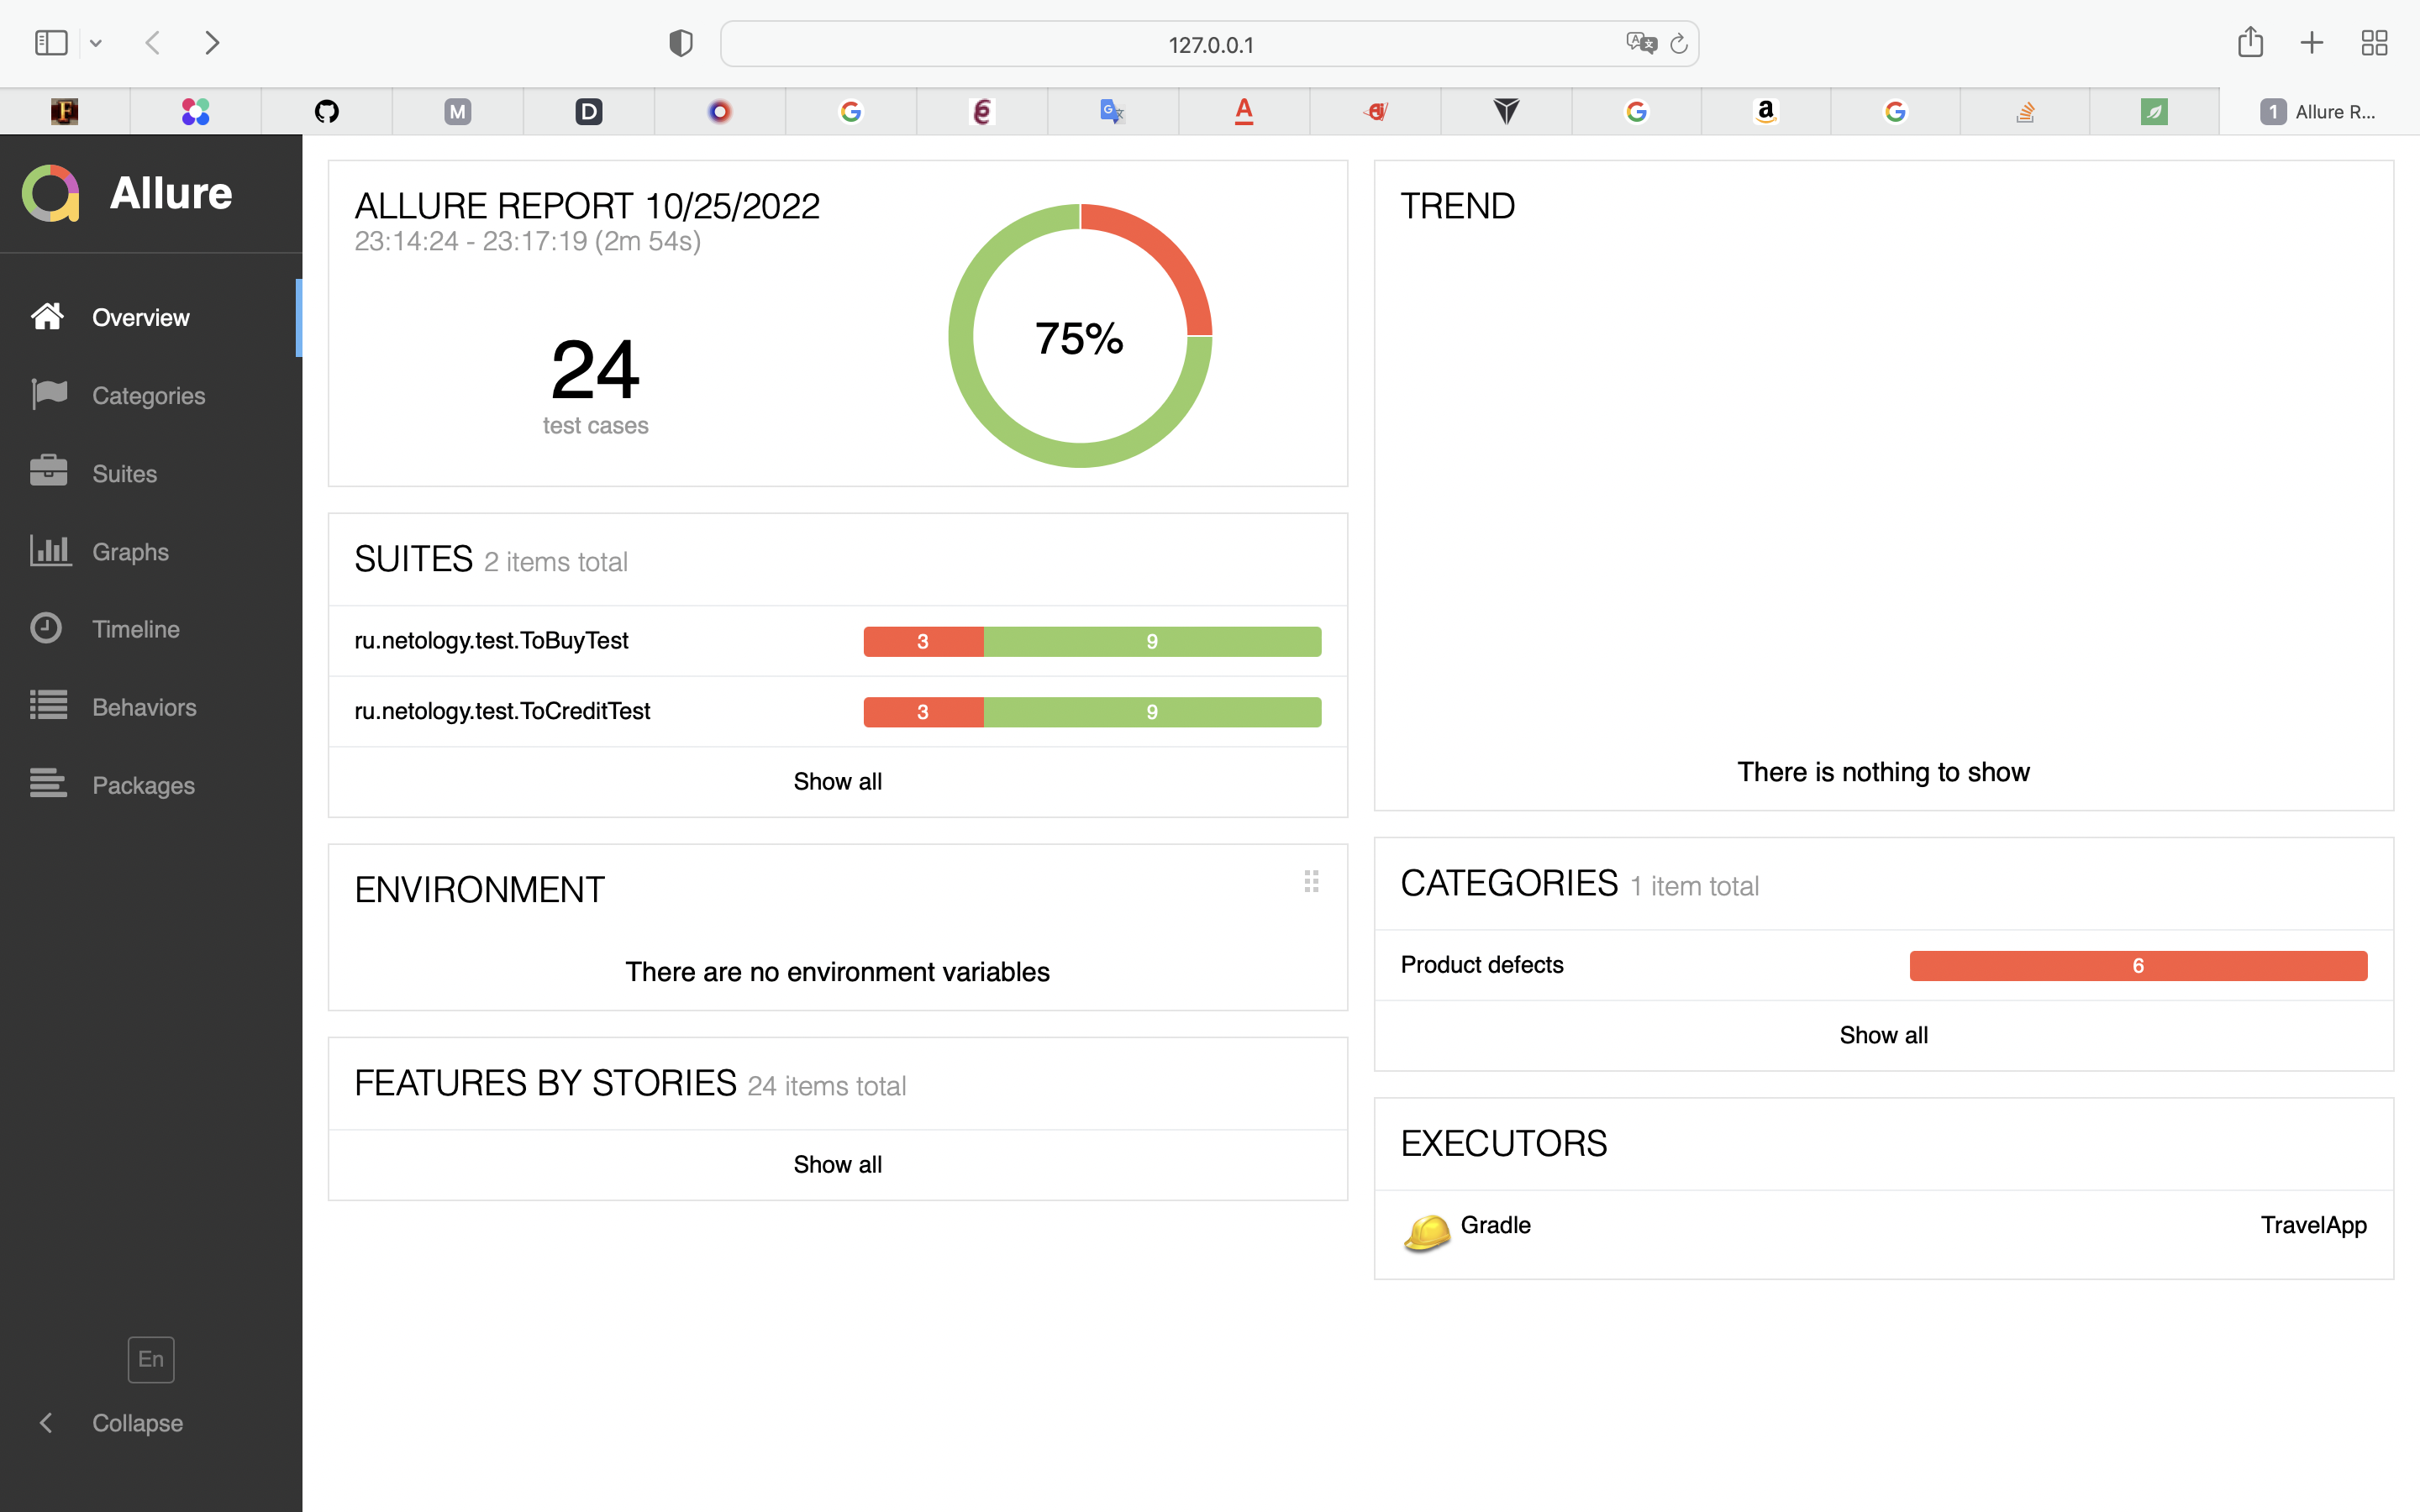 127.0.0.1
M
D
1 Allure R...
Allure
Overview
Categories
Suites
Graphs
Timeline
Behaviors
Packages
En
Collapse
ALLURE REPORT 10/25/2022
23:14:24 - 23:17:19 (2m 54s)
24
test cases
75%
SUITES 2 items total
ru.netology.test.ToBuyTest 3 9
ru.netology.test.ToCreditTest 3 9
Show all
ENVIRONMENT
There are no environment variables
FEATURES BY STORIES 24 items total
Show all
TREND
There is nothing to show
CATEGORIES 1 item total
Product defects 6
Show all
EXECUTORS
Gradle TravelApp